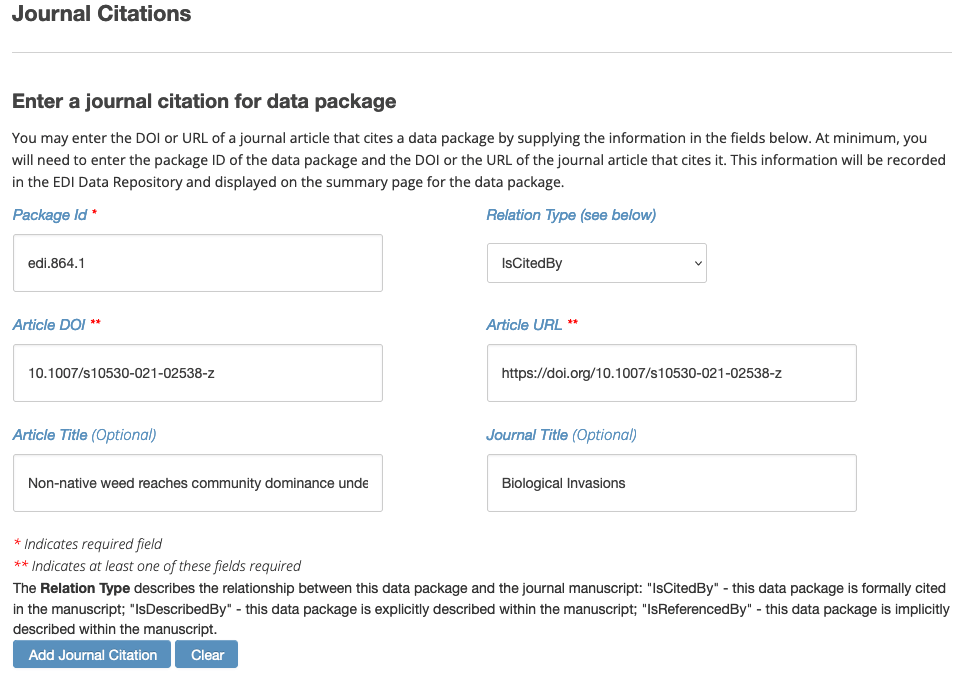 Journal Citations
Enter a journal citation for data package
You may enter the DOI or URL of a journal article that cites a data package by supplying the information in the fields below. At minimum, you
will need to enter the package ID of the data package and the DOI or the URL of the journal article that cites it. This information will be recorded
in the EDI Data Repository and displayed on the summary page for the data package.
Package Id *
Relation Type (see below)
edi.864.1
IsCitedBy
Article DOI **
Article URL **
10.1007/s10530-021-02538-z
https://doi.org/10.1007/s10530-021-02538-z
Article Title (Optional)
Journal Title (Optional)
Non-native weed reaches community dominance unde
Biological Invasions
* Indicates required field
** Indicates at least one of these fields required
The Relation Type describes the relationship between this data package and the journal manuscript: "IsCitedBy" - this data package is formally cited
in the manuscript; "IsDescribedBy" - this data package is explicitly described within the manuscript; "IsReferencedBy" - this data package is implicitly
described within the manuscript.
Add Journal Citation
Clear